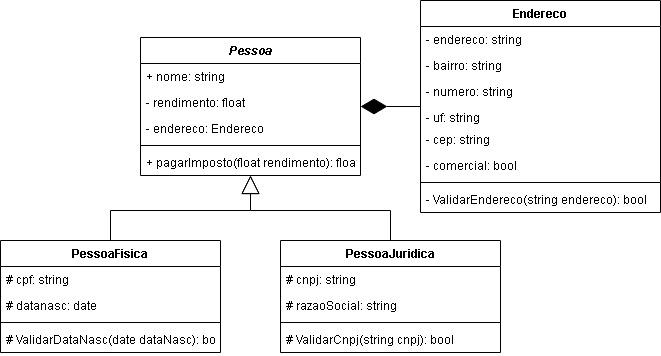 Pessoa
+ nome: string
- rendimento: float
- endereco: Endereco
+ pagarImposto(float rendimento): floa
Endereco
- endereco: string
- bairro: string
- numero: string
- uf: string
- cep: string
- comercial: bool
- ValidarEndereco(string endereco): bool
PessoaFisica
# cpf: string
# datanasc: date
# ValidarDataNasc(date dataNasc): bo
PessoaJuridica
# cnpj: string
# razaoSocial: string
# ValidarCnpj(string cnpj): bool